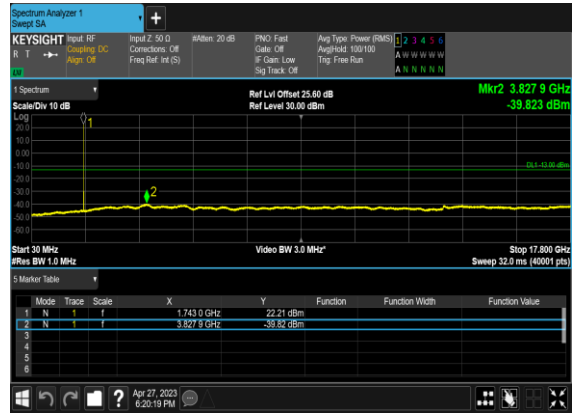 Spectrum Analyzer 1
Swept SA
+
KEYSIGHT Input: RF Input Z: 50 Ω #Atten: 20 dB PNO: Fast Avg Type: Power (RMS) 1 2 3 4 5 6
R T Coupling: DC Corrections: Off Gate: Off Avg|Hold: 100/100 A W W W W W
Align: Off Freq Ref: Int (S) IF Gain: Low Trig: Free Run
LW Sig Track: Off A N N N N N
1 Spectrum Ref Lvl Offset 25.60 dB Mkr2 3.827 9 GHz
Scale/Div 10 dB Ref Level 30.00 dBm -39.823 dBm
Log
20.0
10.0
0.00
-10.0
-20.0
-30.0
-40.0
-50.0
-60.0
1
2
DL1 -13.00 dBm
Start 30 MHz Video BW 3.0 MHz* Stop 17.800 GHz
#Res BW 1.0 MHz Sweep 32.0 ms (40001 pts)
5 Marker Table
Mode Trace Scale X Y Function Function Width Function Value
1 N 1 f 1.743 0 GHz 22.21 dBm
2 N 1 f 3.827 9 GHz -39.82 dBm
3
4
5
6
? Apr 27, 2023
6:20:19 PM